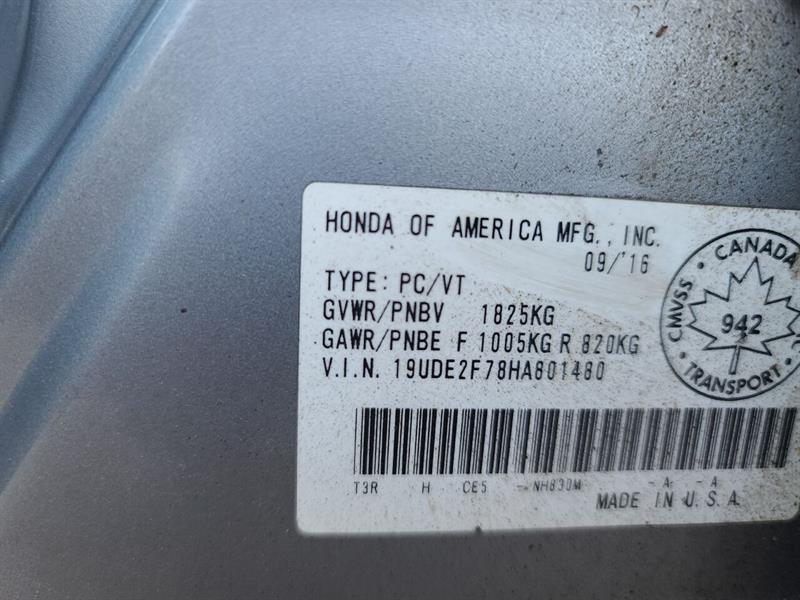 HONDA OF AMERICA MFG., INC.
09/'16
TYPE: PC/VT
GVWR/PNBV 1825KG
GAWR/PNBE F 1005KG R 820KG
V.I.N. 19UDE2F78HA801480
CANADA
CMVSS
942
TRANSPORT
T3R H CE5 -- NH830M -A -A
MADE IN U.S.A.